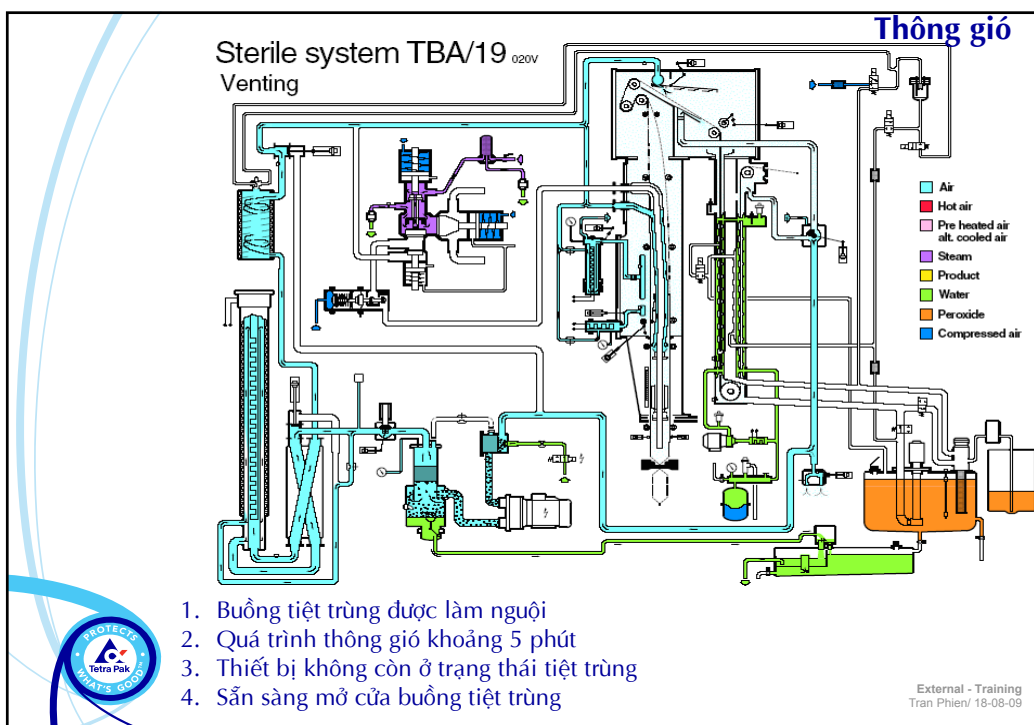 Thông gió
Sterile system TBA/19 020V
Venting
Air
Hot air
Pre heated air
alt. cooled air
Steam
Product
Water
Peroxide
Compressed air
1. Buồng tiệt trùng được làm nguội
2. Quá trình thông gió khoảng 5 phút
3. Thiết bị không còn ở trạng thái tiệt trùng
4. Sẵn sàng mở cửa buồng tiệt trùng
PROTECTS
Tetra Pak
WHAT'S GOOD™
External - Training
Tran Phien/ 18-08-09